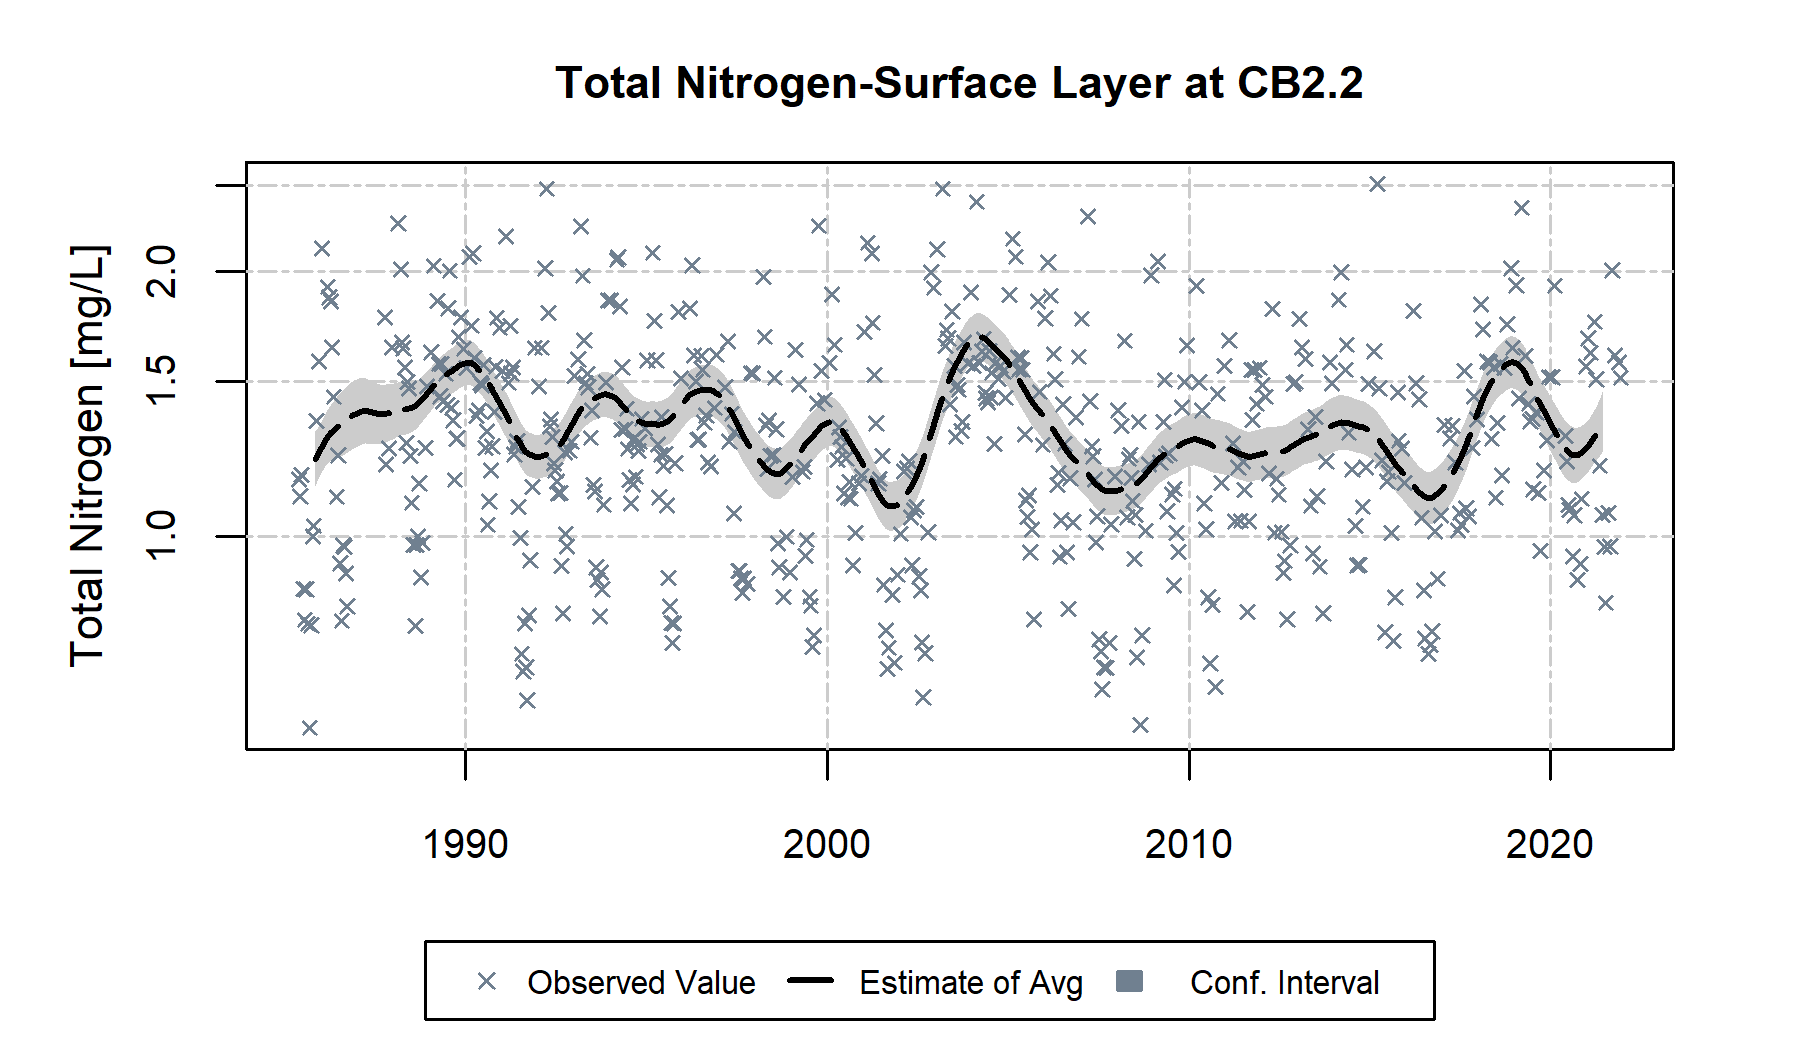 Total Nitrogen-Surface Layer at CB2.2
Total Nitrogen [mg/L]
2.0
1.5
1.0
1990 2000 2010 2020
Observed Value Estimate of Avg Conf. Interval